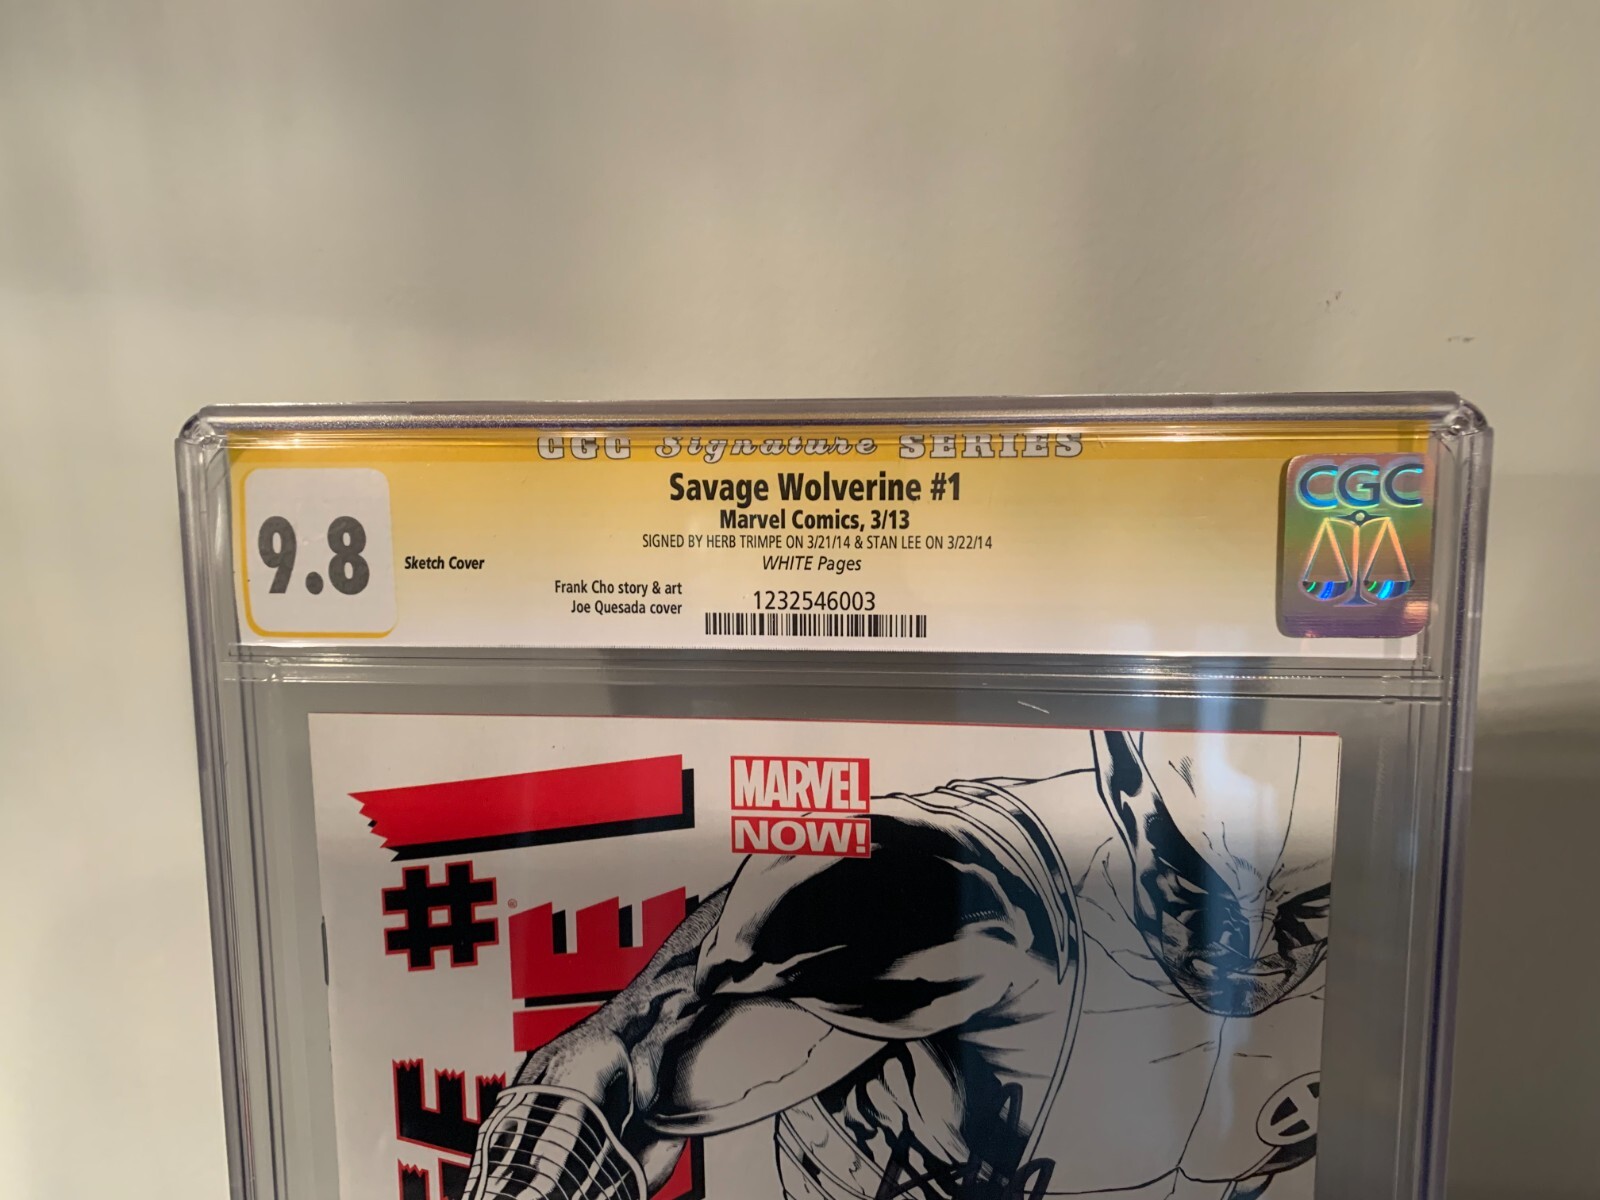 CGC Signature SERIES
Savage Wolverine #1
Marvel Comics, 3/13
SIGNED BY HERB TRIMPE ON 3/21/14 & STAN LEE ON 3/22/14
WHITE Pages
9.8
Sketch Cover
Frank Cho story & art
Joe Quesada cover
1232546003
CGC
MARVEL
NOW!
#1